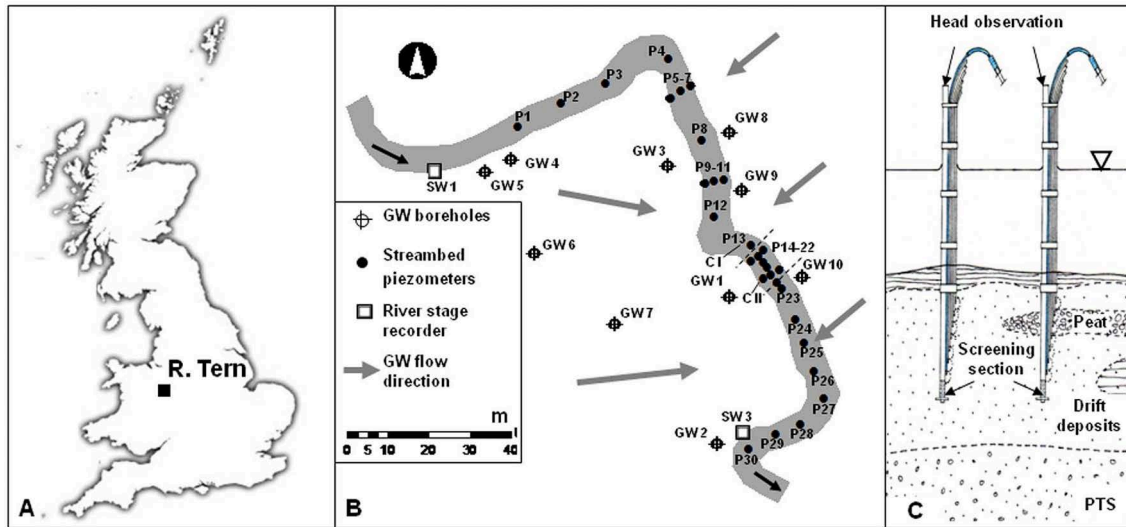 R. Tern
A
P4
P3
P5-7
P2
P1
P8
GW8
GW4
GW3
GW5
SW1
P9-11
GW9
P12
GW boreholes
Streambed
piezometers
River stage
recorder
GW flow
direction
m
0 5 10 20 40
GW6
P13
P14-22
C I
GW10
GW1
C II
P23
GW7
P24
P25
P26
P27
SW3
GW2
P28
P29
P30
B
Head observation
Peat
Screening
section
Drift
deposits
PTS
C